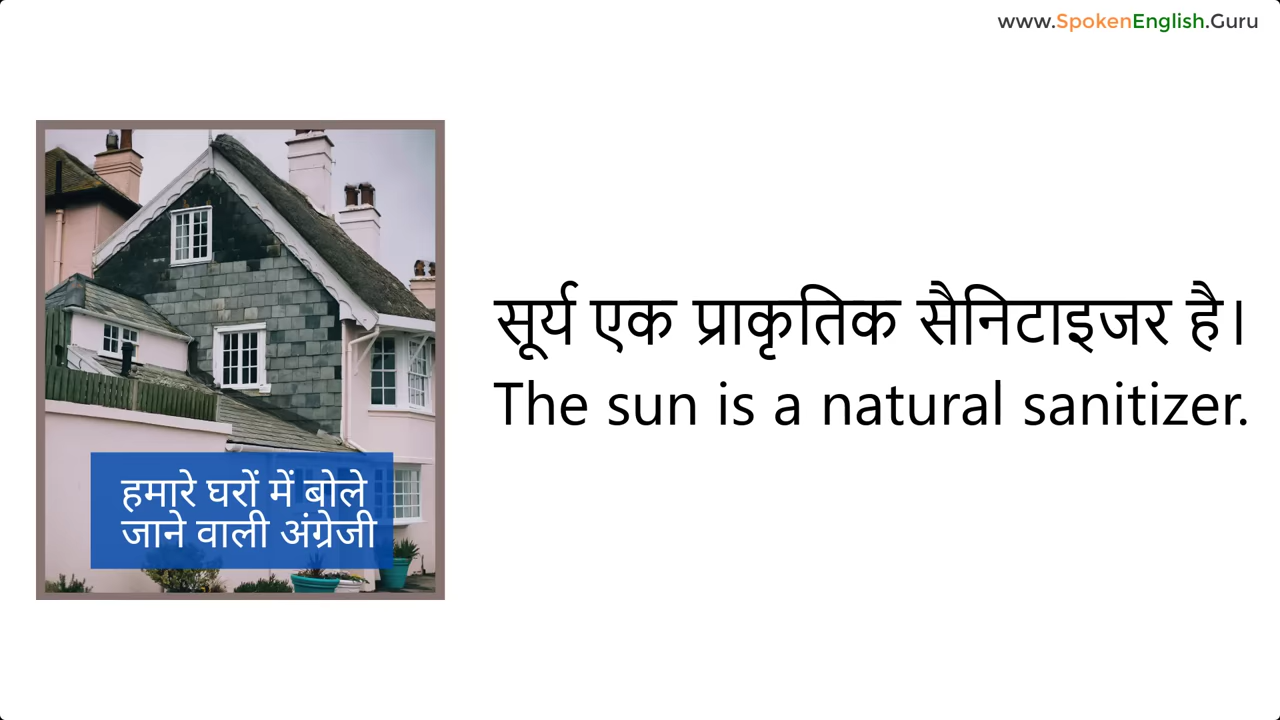 www.SpokenEnglish.Guru
सूर्य एक प्राकृतिक सैनिटाइजर है।
The sun is a natural sanitizer.
हमारे घरों में बोले
जाने वाली अंग्रेजी